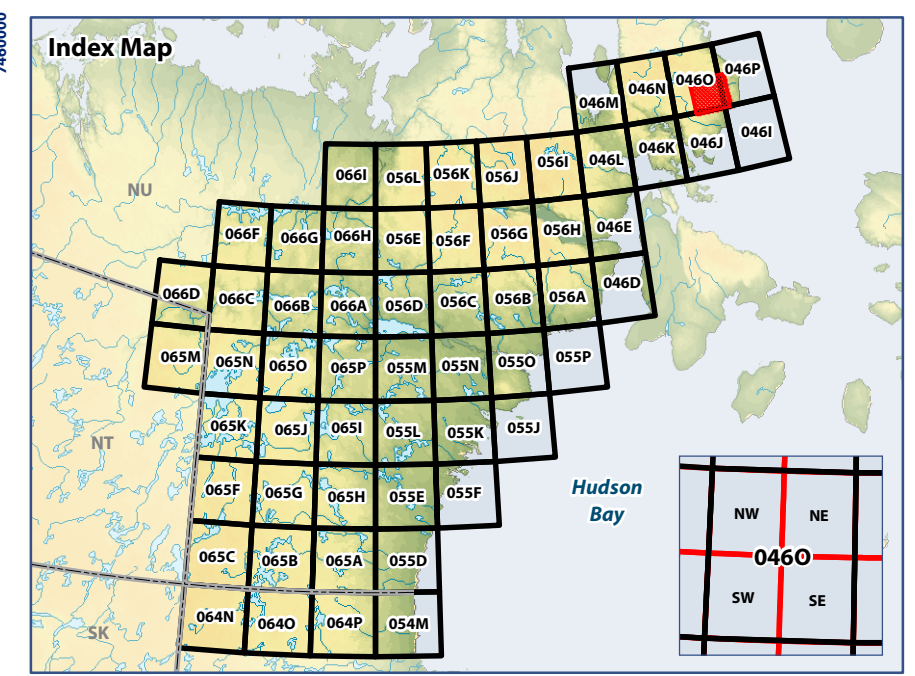 7460000
Index Map
046M 046N 046O 046P
066I 056L 056K 056J 056I 046L 046K 046J 046I
NU
066F 066G 066H 056E 056F 056G 056H 046E
066D 066C 066B 066A 056D 056C 056B 056A 046D
065M 065N 065O 065P 055M 055N 055O 055P
NT
065K 065J 065I 055L 055K 055J
065F 065G 065H 055E 055F
Hudson
Bay
065C 065B 065A 055D
SK
064N 064O 064P 054M
NW NE
046O
SW SE